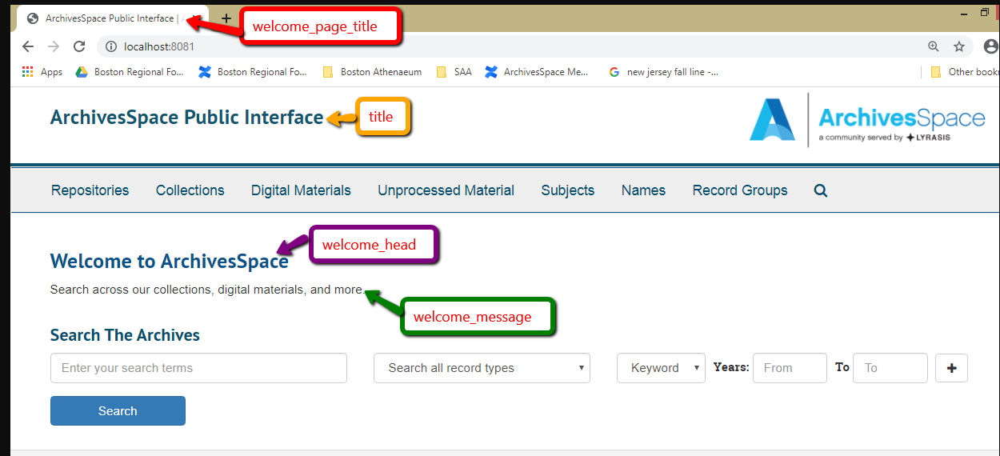 ArchivesSpace Public Interface |
welcome_page_title
localhost:8081
Apps Boston Regional Fo... Boston Regional Fo... Boston Athenaeum SAA ArchivesSpace Me... new jersey fall line -... Other
ArchivesSpace Public Interface
title
ArchivesSpace
a community served by LYRASIS
Repositories Collections Digital Materials Unprocessed Material Subjects Names Record Groups
welcome_head
Welcome to ArchivesSpace
Search across our collections, digital materials, and more.
welcome_message
Search The Archives
Enter your search terms Search all record types Keyword Years: From To To +
Search